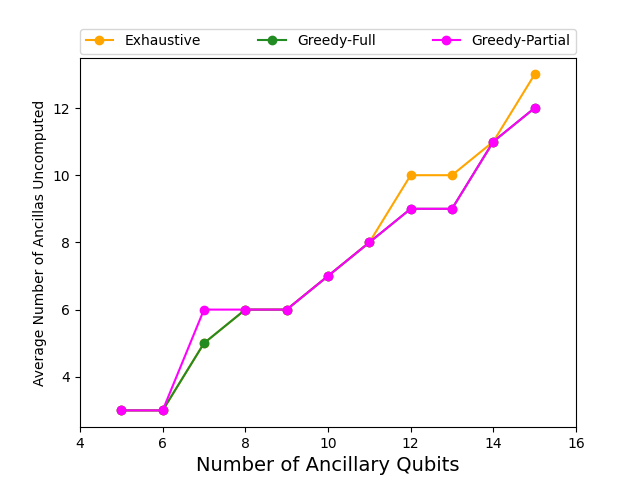 Exhaustive Greedy-Full Greedy-Partial
Average Number of Ancillas Uncomputed
12
10
8
6
4
4 6 8 10 12 14 16
Number of Ancillary Qubits